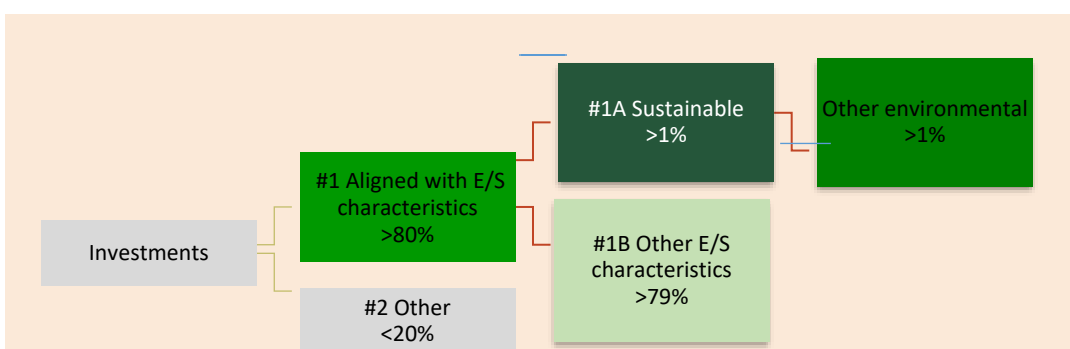 Investments
#1 Aligned with E/S
characteristics
>80%
#2 Other
<20%
#1A Sustainable
>1%
#1B Other E/S
characteristics
>79%
Other environmental
>1%